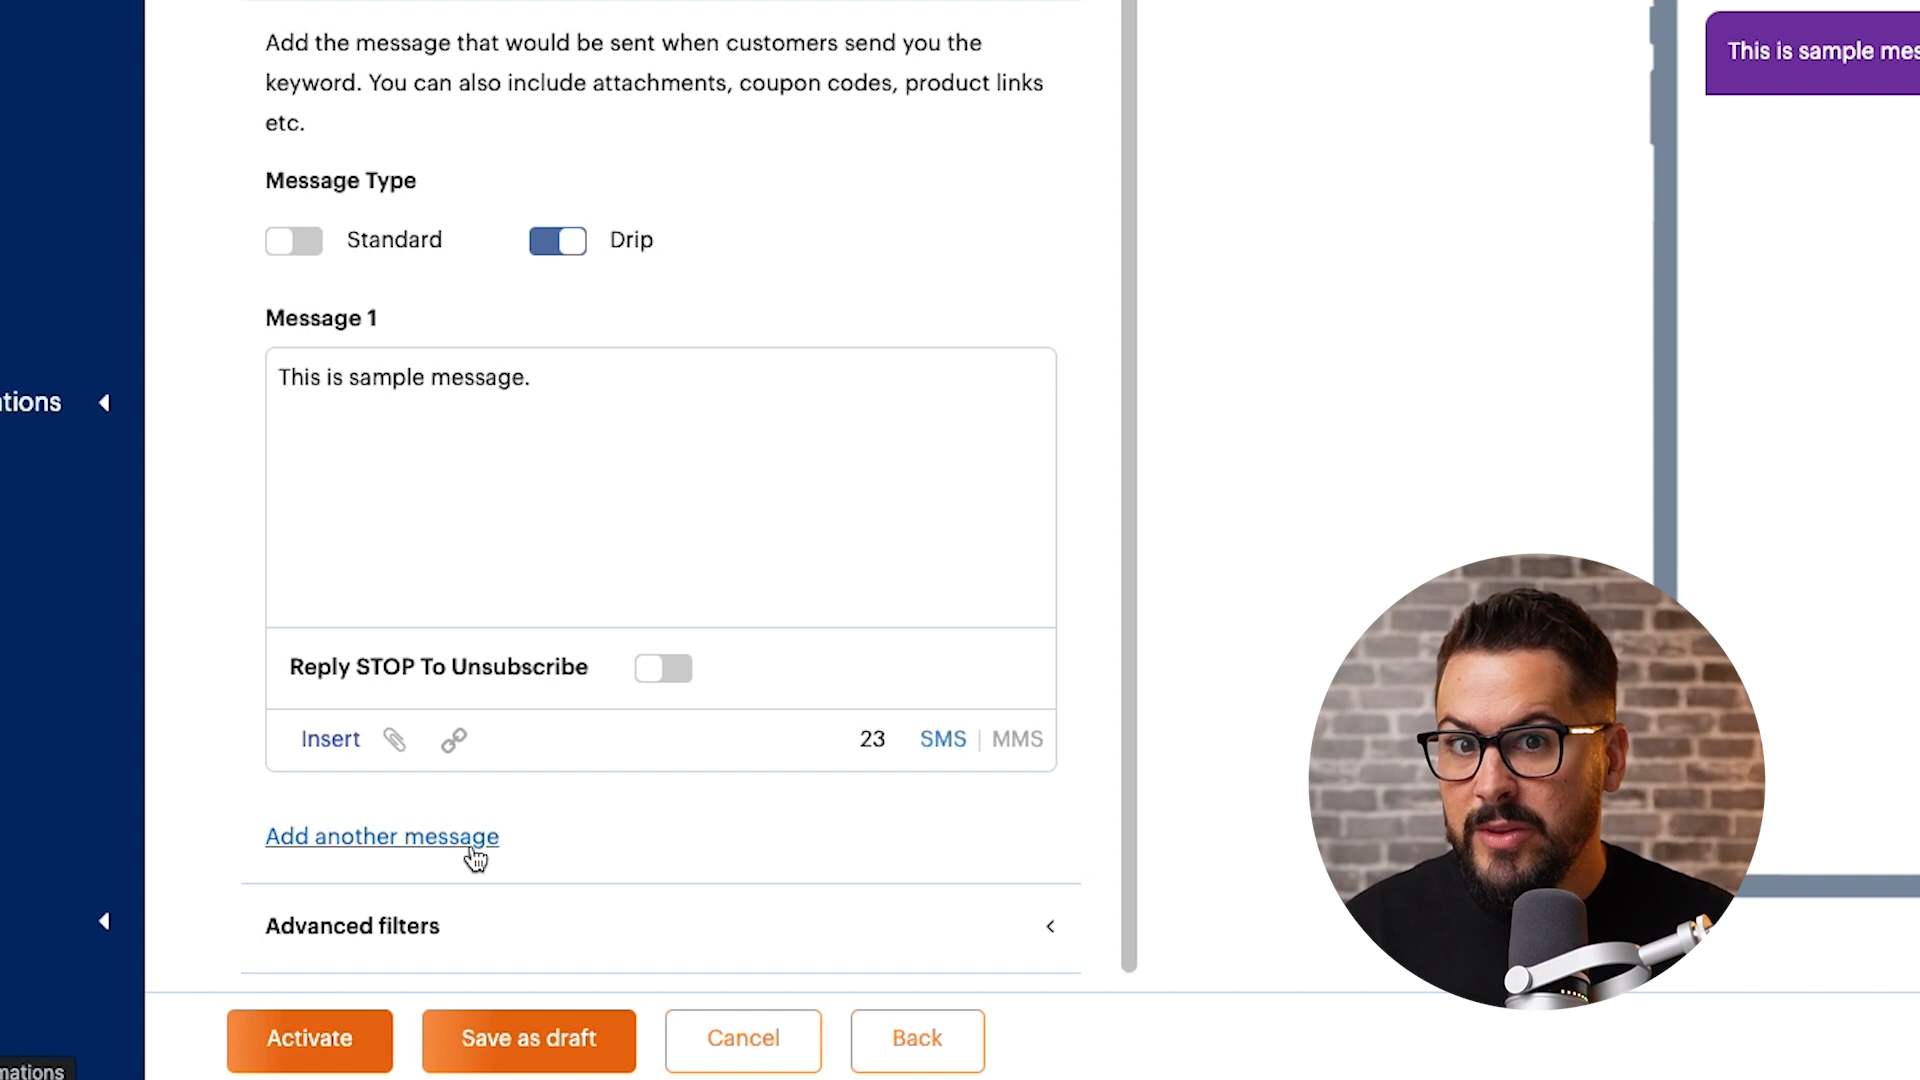 Add the message that would be sent when customers send you the
keyword. You can also include attachments, coupon codes, product links
etc.
Message Type
Standard
Drip
Message 1
This is sample message.
Reply STOP To Unsubscribe
Insert
23
SMS | MMS
Add another message
Advanced filters
Activate
Save as draft
Cancel
Back
This is sample mes
tions
mations